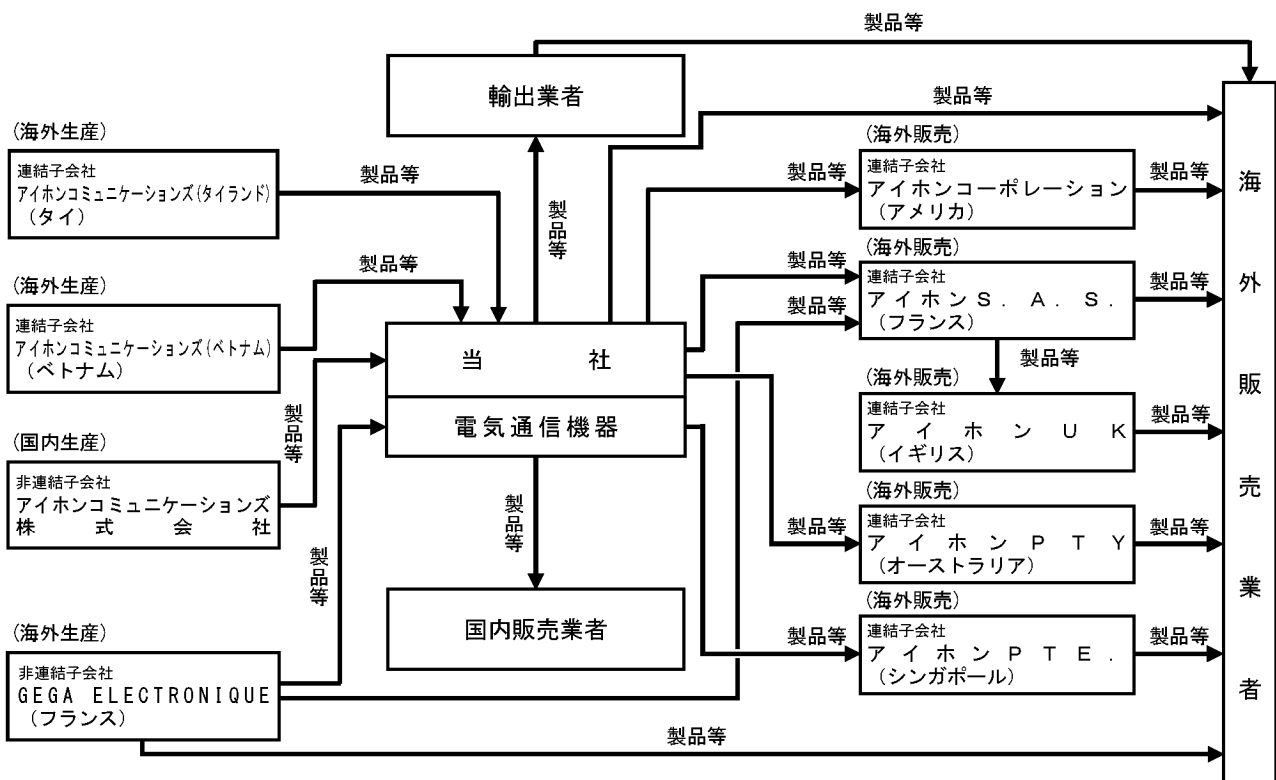 製品等
輸出業者
製品等
(海外生産)
連結子会社
アイホンコミュニケーションズ(タイランド)
(タイ)
製品等
製品等
(海外販売)
連結子会社
アイホンコーポレーション
(アメリカ)
製品等
製品等
(海外生産)
連結子会社
アイホンコミュニケーションズ(ベトナム)
(ベトナム)
製品等
製品等
製品等
(海外販売)
連結子会社
アイホンS.A.S.
(フランス)
製品等
製品等
当社
電気通信機器
(海外販売)
連結子会社
アイホンUK
(イギリス)
製品等
(国内生産)
非連結子会社
アイホンコミュニケーションズ
株式会社
製品等
製品等
製品等
(海外販売)
連結子会社
アイホンPTY
(オーストラリア)
製品等
国内販売業者
製品等
(海外販売)
連結子会社
アイホンPTE.
(シンガポール)
製品等
(海外生産)
非連結子会社
GEGA ELECTRONIQUE
(フランス)
製品等
製品等
海外販売業者